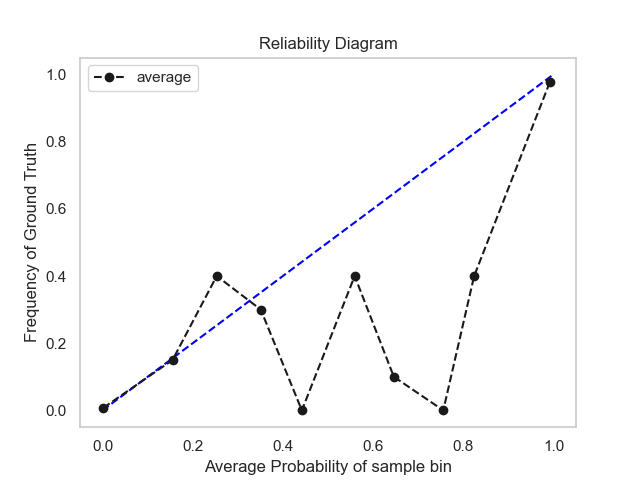 Reliability Diagram
average
1.0
0.8
0.6
0.4
0.2
0.0
Frequency of Ground Truth
0.0 0.2 0.4 0.6 0.8 1.0
Average Probability of sample bin